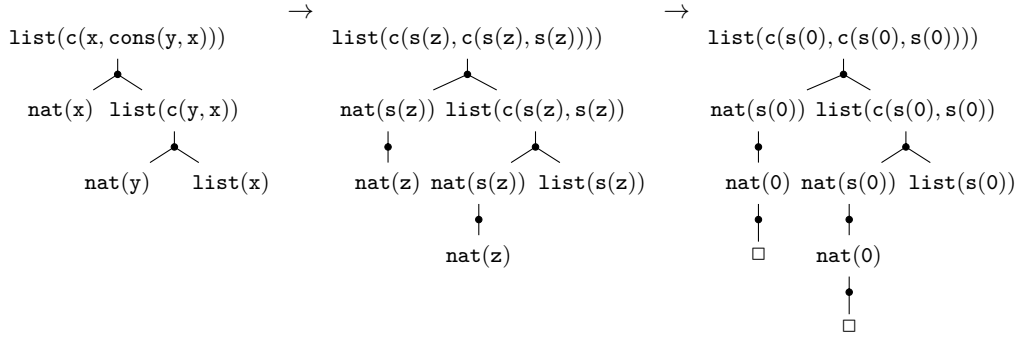 list(c(x, cons(y, x)))
nat(x) list(c(y, x))
nat(y) list(x)
→
list(c(s(z), c(s(z), s(z))))
nat(s(z)) list(c(s(z), s(z))
nat(z) nat(s(z)) list(s(z))
nat(z)
→
list(c(s(0), c(s(0), s(0))))
nat(s(0)) list(c(s(0), s(0))
nat(0) nat(s(0)) list(s(0))
□ nat(0)
□